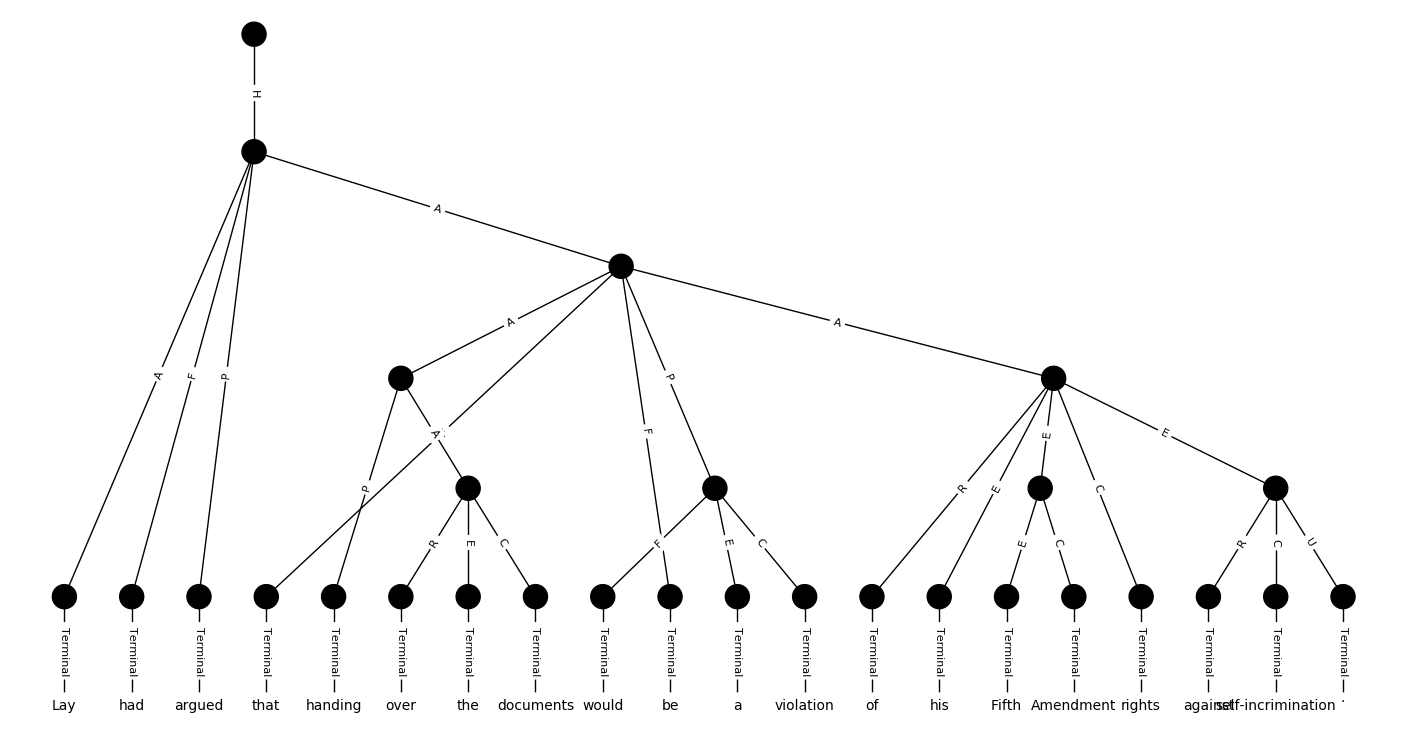 H
A
A A
A F P P
A F
P R E E C E
R E C F E C E C R C U
Terminal Terminal Terminal Terminal Terminal Terminal Terminal Terminal Terminal Terminal Terminal Terminal Terminal Terminal Terminal Terminal Terminal Terminal Terminal Terminal
Lay had argued that handing over the documents would be a violation of his Fifth Amendment rights against self-incrimination .